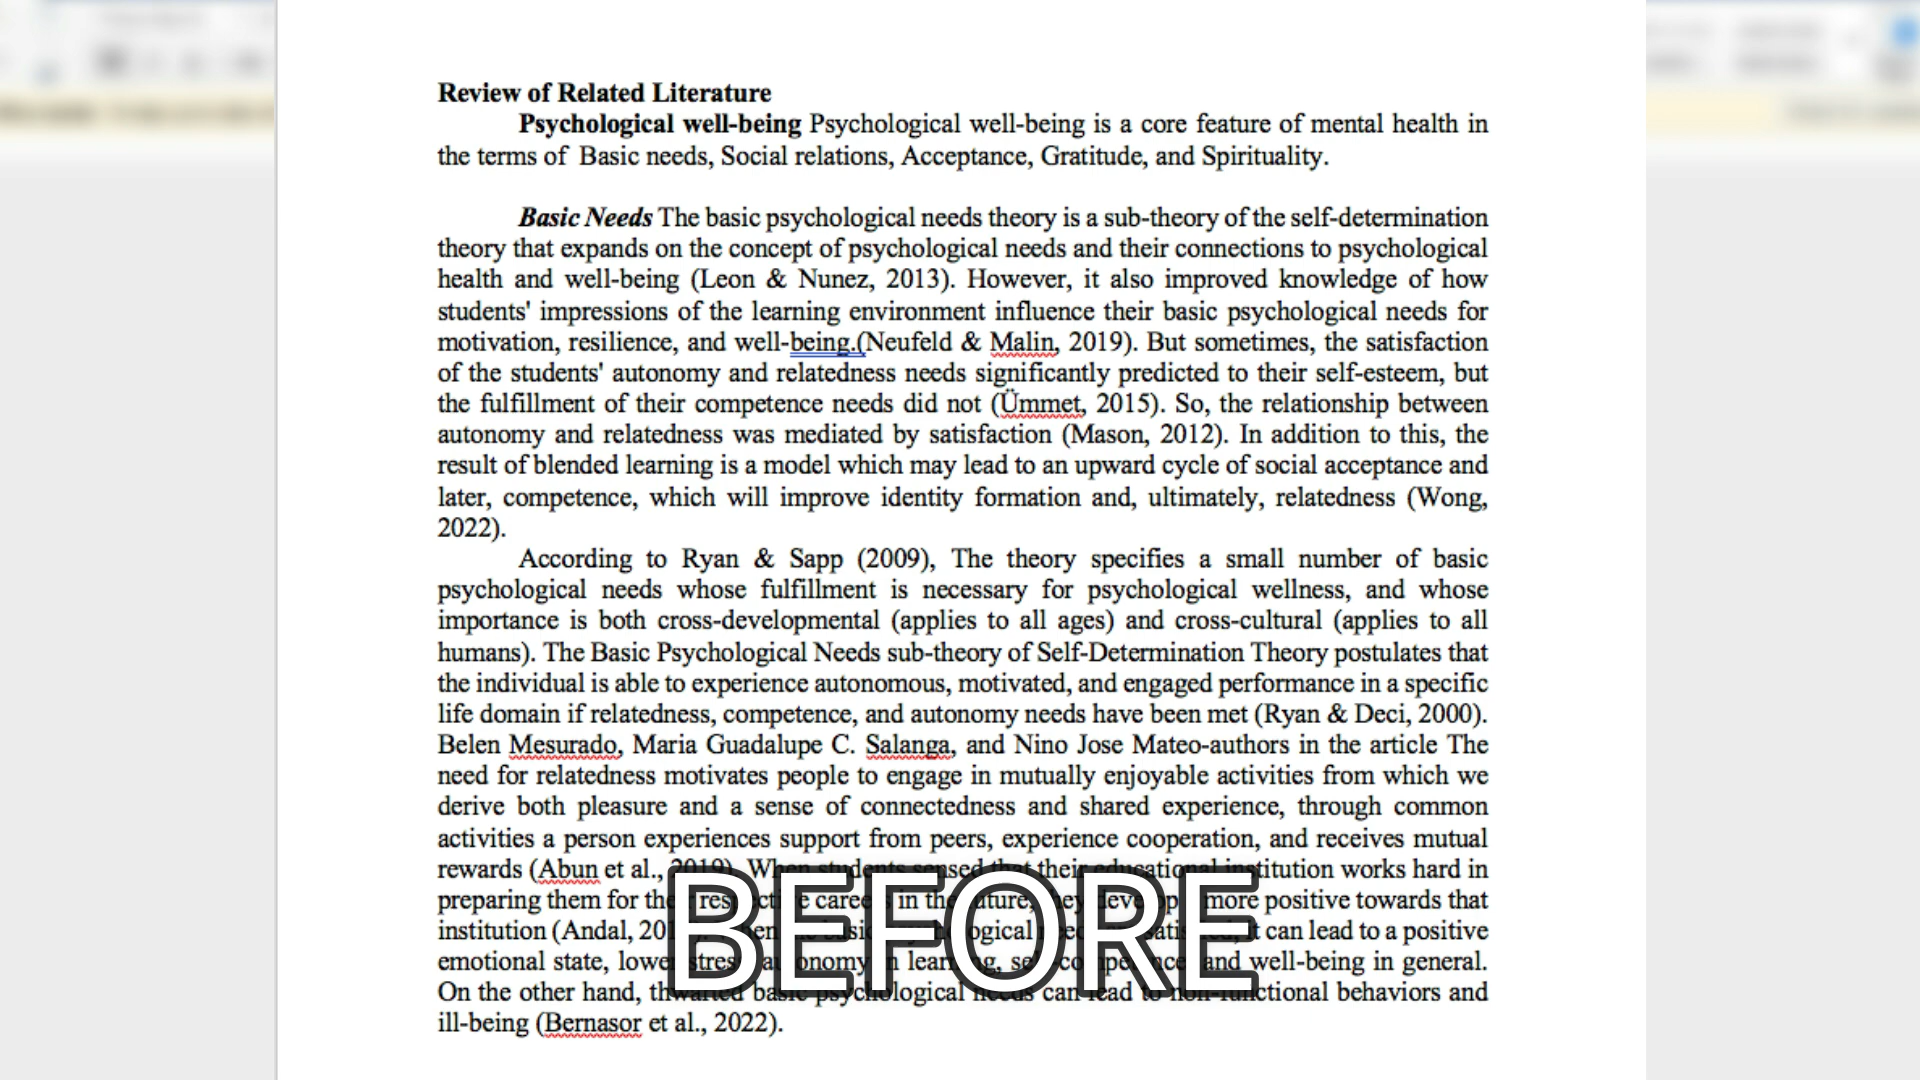 Review of Related Literature
Psychological well-being Psychological well-being is a core feature of mental health in
the terms of Basic needs, Social relations, Acceptance, Gratitude, and Spirituality.
Basic Needs The basic psychological needs theory is a sub-theory of the self-determination
theory that expands on the concept of psychological needs and their connections to psychological
health and well-being (Leon & Nunez, 2013). However, it also improved knowledge of how
students' impressions of the learning environment influence their basic psychological needs for
motivation, resilience, and well-being.(Neufeld & Malin, 2019). But sometimes, the satisfaction
of the students' autonomy and relatedness needs significantly predicted to their self-esteem, but
the fulfillment of their competence needs did not (Ümmet, 2015). So, the relationship between
autonomy and relatedness was mediated by satisfaction (Mason, 2012). In addition to this, the
result of blended learning is a model which may lead to an upward cycle of social acceptance and
later, competence, which will improve identity formation and, ultimately, relatedness (Wong,
2022).
According to Ryan & Sapp (2009), The theory specifies a small number of basic
psychological needs whose fulfillment is necessary for psychological wellness, and whose
importance is both cross-developmental (applies to all ages) and cross-cultural (applies to all
humans). The Basic Psychological Needs sub-theory of Self-Determination Theory postulates that
the individual is able to experience autonomous, motivated, and engaged performance in a specific
life domain if relatedness, competence, and autonomy needs have been met (Ryan & Deci, 2000).
Belen Mesurado, Maria Guadalupe C. Salanga, and Nino Jose Mateo-authors in the article The
need for relatedness motivates people to engage in mutually enjoyable activities from which we
derive both pleasure and a sense of connectedness and shared experience, through common
activities a person experiences support from peers, experience cooperation, and receives mutual
rewards (Abun et al., 2019). When students sensed that their educational institution works hard in
preparing them for their respective careers in the future, they develop more positive towards that
institution (Andal, it can lead to a positive
emotional state, lower stress, autonomy in learning, self-competence, and well-being in general.
On the other hand, thwarted basic psychological needs can lead to non-functional behaviors and
ill-being (Bernasor et al., 2022).
BEFORE